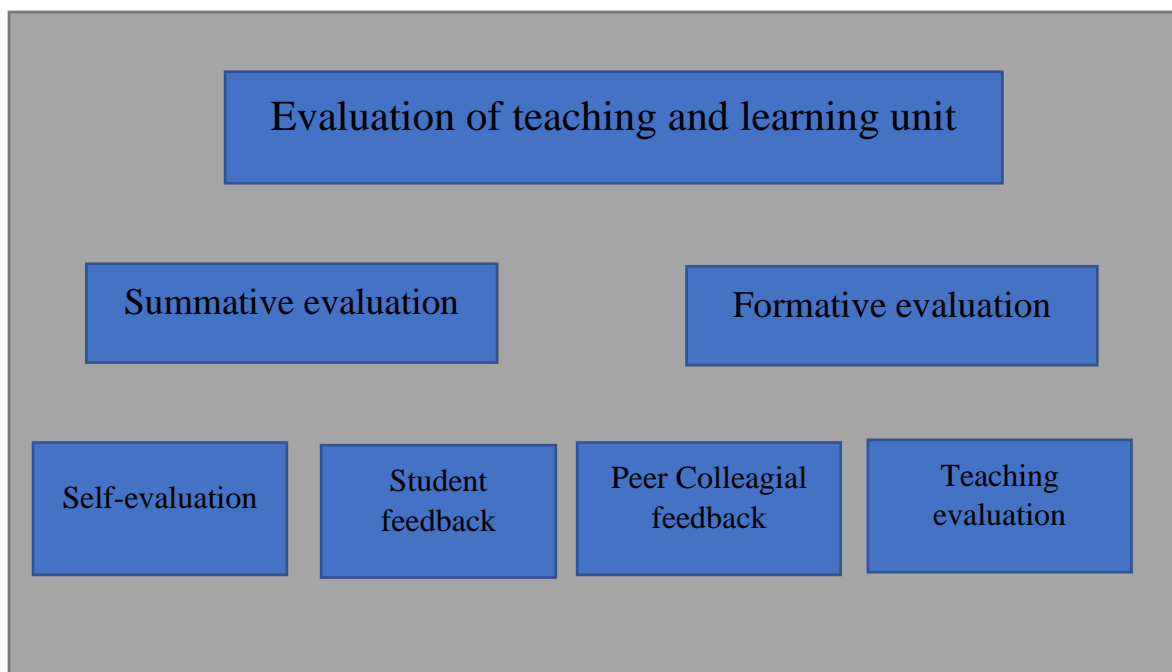 Evaluation of teaching and learning unit
Summative evaluation
Formative evaluation
Self-evaluation
Student
feedback
Peer Colleagial
feedback
Teaching
evaluation